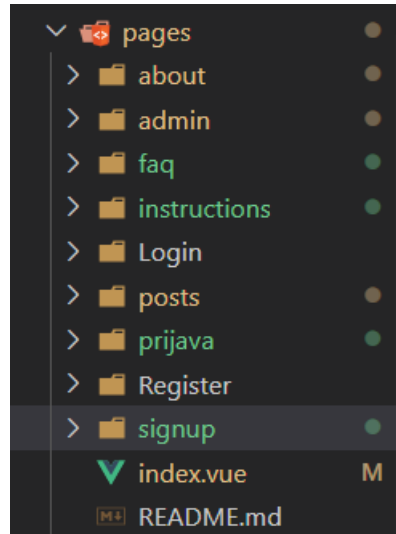 pages
about
admin
faq
instructions
Login
posts
prijava
Register
signup
index.vue M
README.md